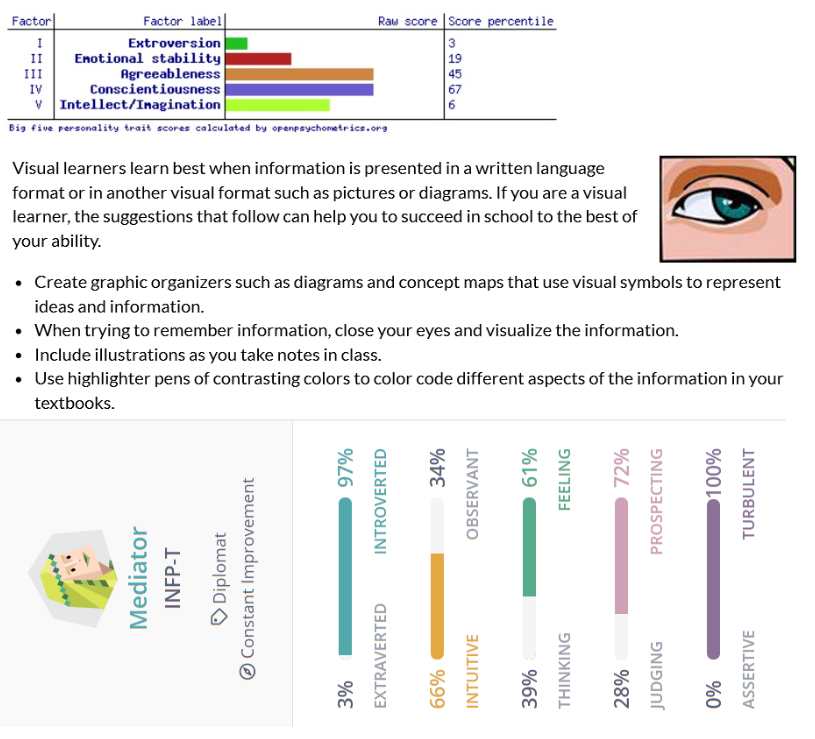 Factor Factor label Raw score Score percentile
I Extroversion 3
II Emotional stability 19
III Agreeableness 45
IV Conscientiousness 67
V Intellect/Imagination 6
Big five personality trait scores calculated by openpsychometrics.org
Visual learners learn best when information is presented in a written language
format or in another visual format such as pictures or diagrams. If you are a visual
learner, the suggestions that follow can help you to succeed in school to the best of
your ability.
• Create graphic organizers such as diagrams and concept maps that use visual symbols to represent
ideas and information.
• When trying to remember information, close your eyes and visualize the information.
• Include illustrations as you take notes in class.
• Use highlighter pens of contrasting colors to color code different aspects of the information in your
textbooks.
Mediator
INFP-T
Diplomat
Constant Improvement
3% 97%
EXTRAVERTED INTROVERTED
66% 34%
INTUITIVE OBSERVANT
39% 61%
THINKING FEELING
28% 72%
JUDGING PROSPECTING
0% 100%
ASSERTIVE TURBULENT